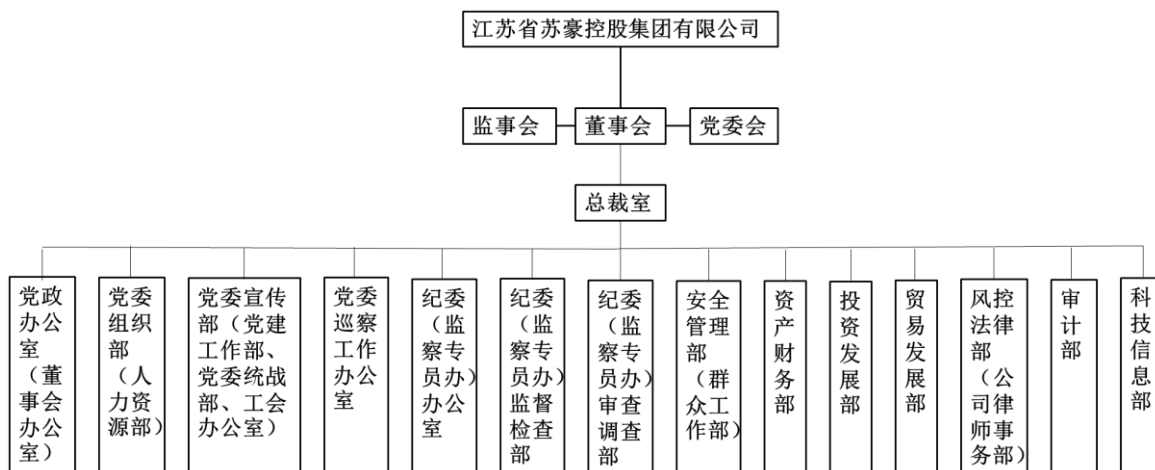 江苏省苏豪控股集团有限公司
监事会
董事会
党委会
总裁室
党政
办公
室
（董
事会
办公
室）
党委
组织
部
（人
力资
源部）
党委宣传
部（党建
工作部、
党委统战
部、工会
办公室）
党委
巡察
工作
办公
室
纪委
（监
察专
员办）
办公
室
纪委
（监
察专
员办）
监督
检查
部
纪委
（监
察专
员办）
审查
调查
部
安全
管理
部
（群
众工
作部）
资
产
财
务
部
投
资
发
展
部
贸
易
发
展
部
风控
法律
部
（公
司律
师事
务部）
审
计
部
科
技
信
息
部